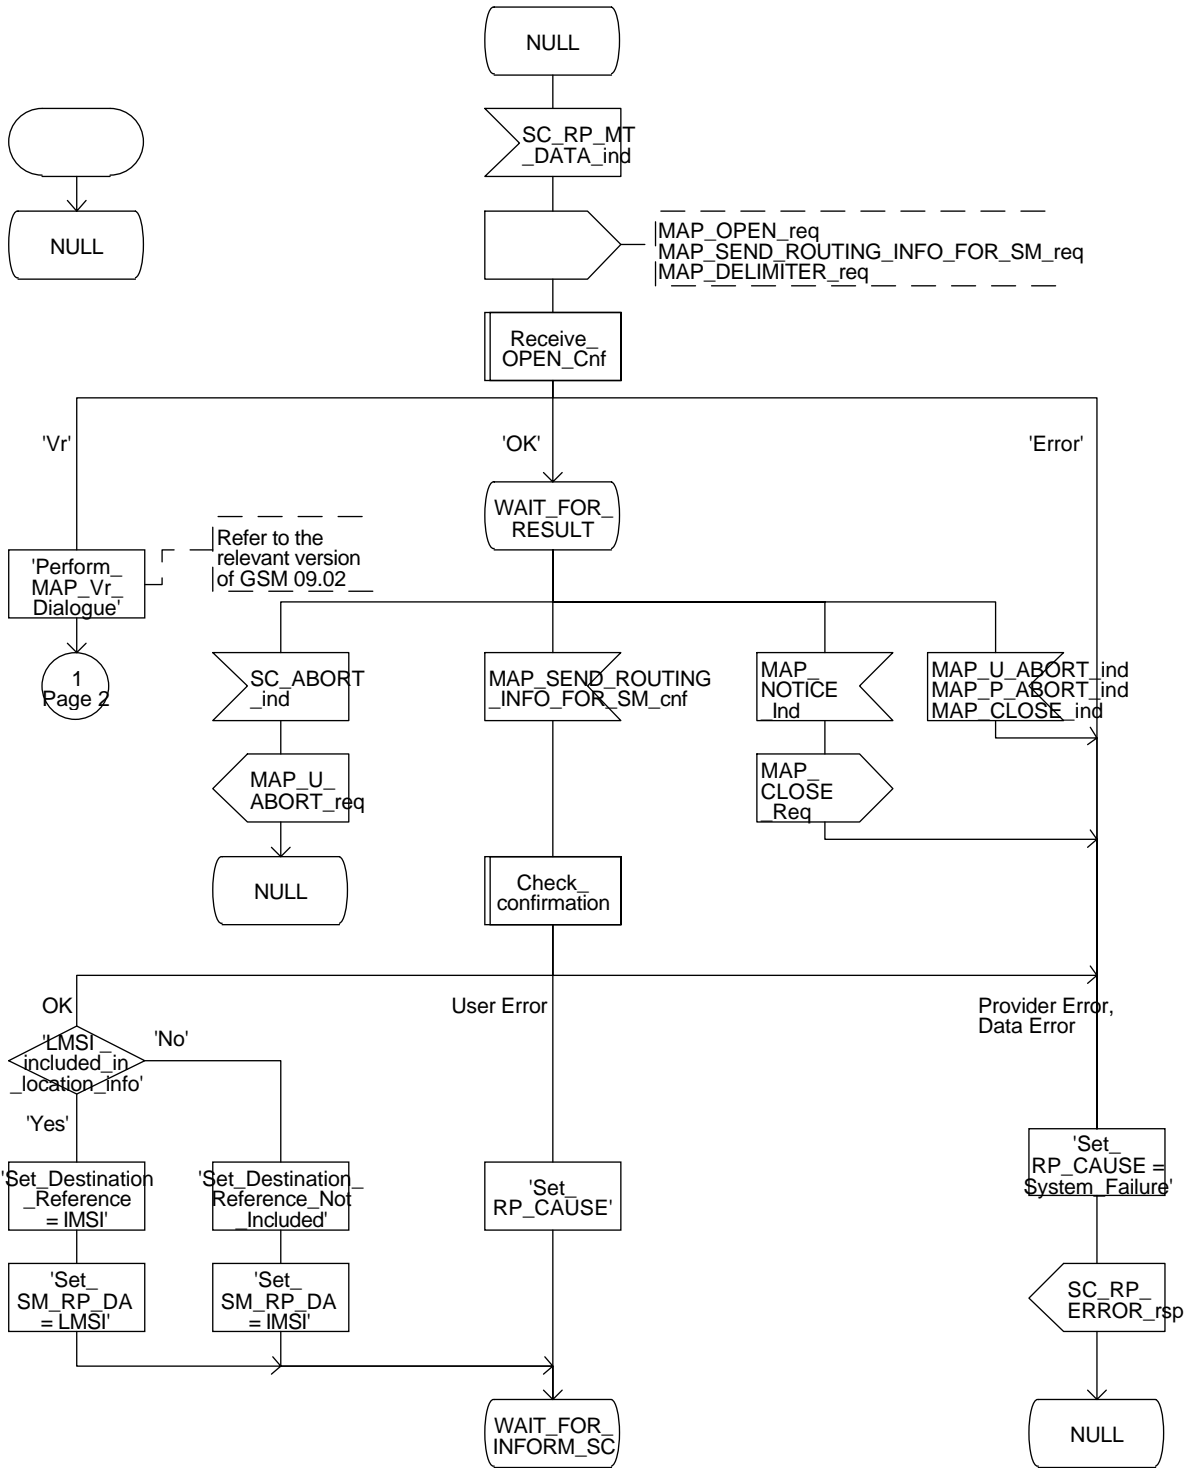 NULL
SC_RP_MT
_DATA_ind
NULL
MAP_OPEN_req
MAP_SEND_ROUTING_INFO_FOR_SM_req
MAP_DELIMITER_req
Receive_
OPEN_Cnf
'Vr'
'OK'
'Error'
WAIT_FOR_
RESULT
Refer to the
relevant version
of GSM 09.02
'Perform_
MAP_Vr_
Dialogue'
1
Page 2
SC_ABORT
_ind
MAP_SEND_ROUTING
_INFO_FOR_SM_cnf
MAP_
NOTICE
_Ind
MAP_U_ABORT_ind
MAP_P_ABORT_ind
MAP_CLOSE_ind
MAP_U_
ABORT_req
MAP_
CLOSE
_Req
NULL
Check_
confirmation
OK
User Error
Provider Error,
Data Error
'LMSI_
included_in
_location_info'
'No'
'Yes'
'Set_Destination
_Reference
= IMSI'
'Set_Destination_
Reference_Not
_Included'
'Set_
RP_CAUSE'
'Set_
RP_CAUSE =
System_Failure'
'Set_
SM_RP_DA
= LMSI'
'Set_
SM_RP_DA
= IMSI'
SC_RP_
ERROR_rsp
WAIT_FOR_
INFORM_SC
NULL